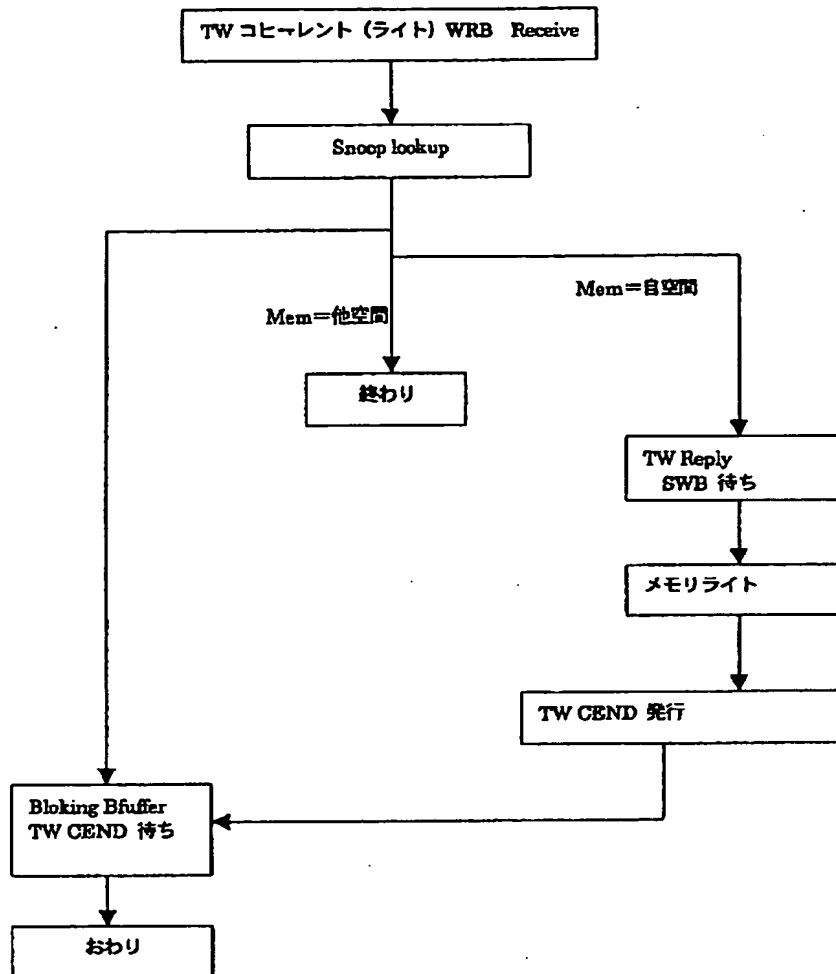 TW コヒーレント（ライト）WRB Receive
Snoop lookup
Mem＝自空間
Mem＝他空間
終わり
TW Reply
SWB 待ち
メモリライト
TW CEND 発行
Bloking Bfuffer
TW CEND 待ち
おわり